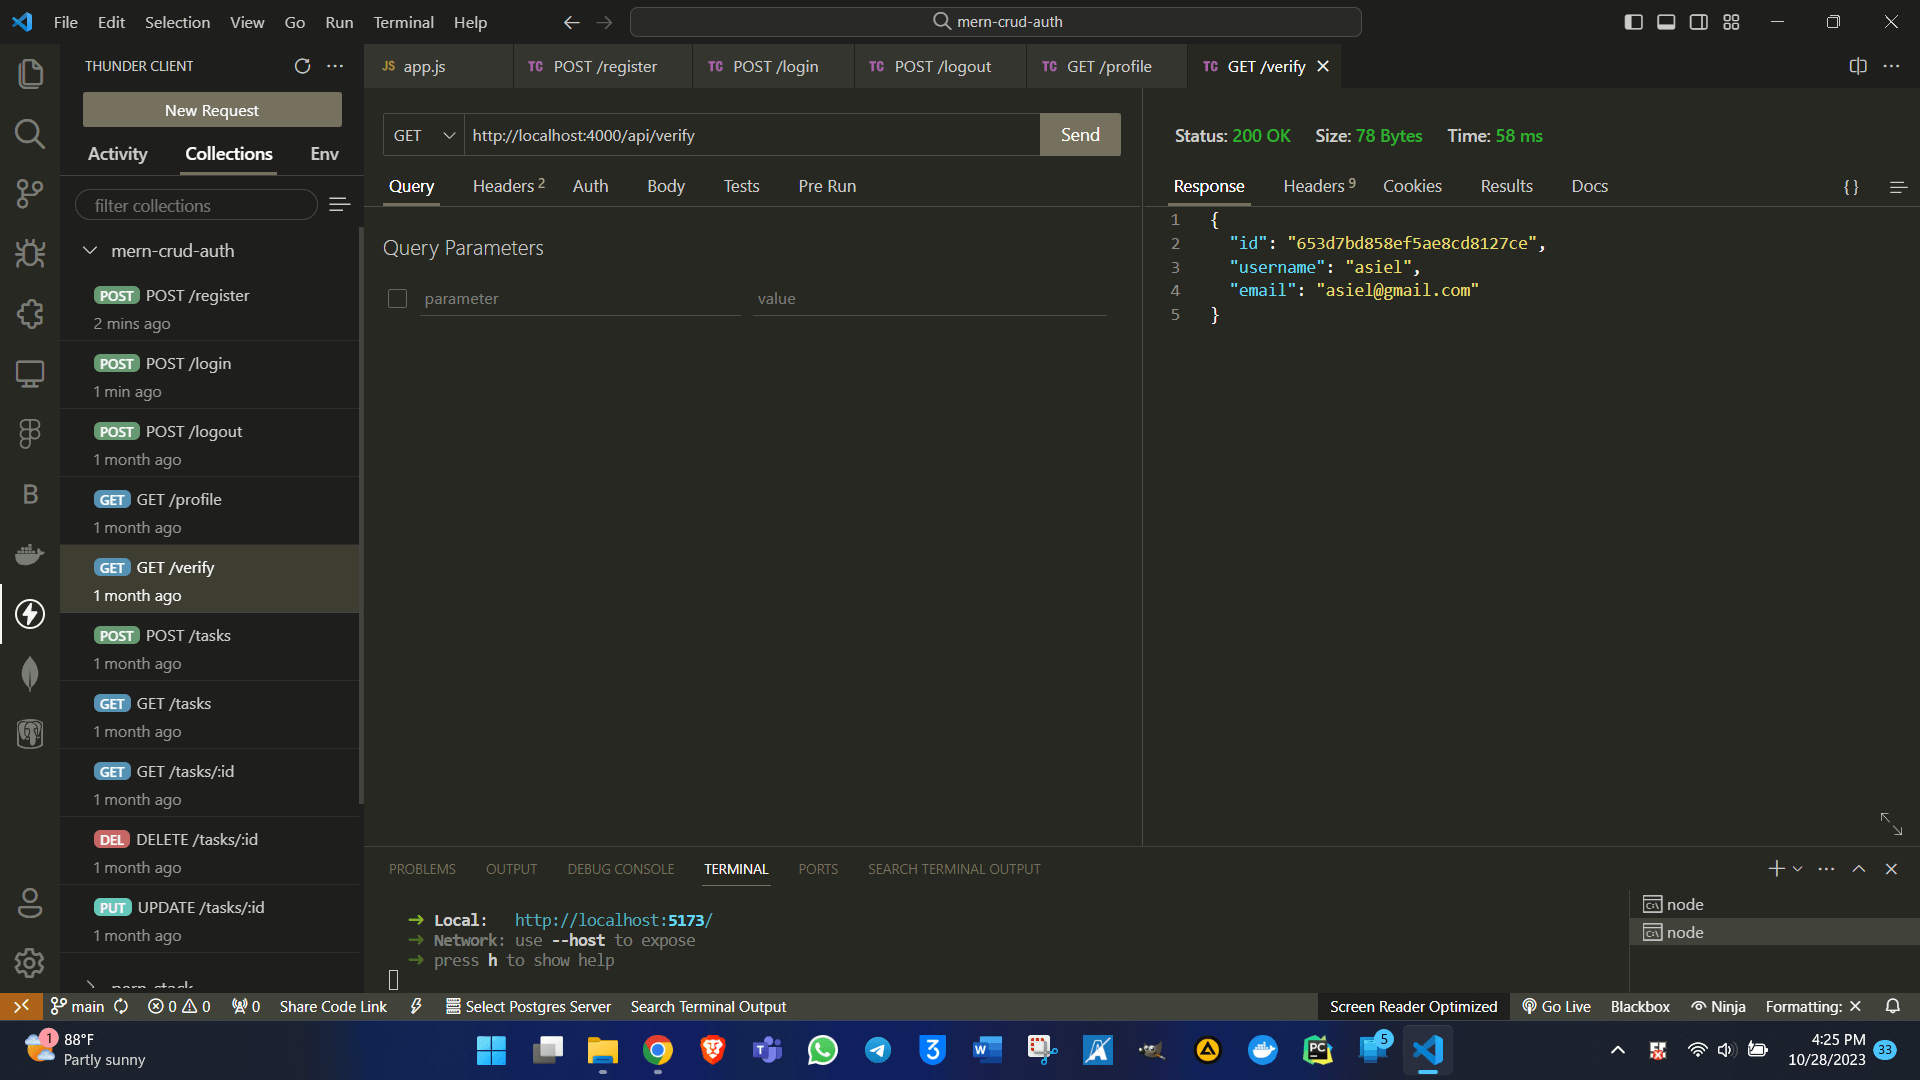 File Edit Selection View Go Run Terminal Help
mern-crud-auth
THUNDER CLIENT
New Request
Activity Collections Env
filter collections
mern-crud-auth
POST POST /register
2 mins ago
POST POST /login
1 min ago
POST POST /logout
1 month ago
GET GET /profile
1 month ago
GET GET /verify
1 month ago
POST POST /tasks
1 month ago
GET GET /tasks
1 month ago
GET GET /tasks/:id
1 month ago
DEL DELETE /tasks/:id
1 month ago
PUT UPDATE /tasks/:id
1 month ago
pern-stack
JS app.js TC POST /register TC POST /login TC POST /logout TC GET /profile TC GET /verify
GET http://localhost:4000/api/verify Send
Query Headers 2 Auth Body Tests Pre Run
Query Parameters
parameter value
Status: 200 OK Size: 78 Bytes Time: 58 ms
Response Headers 9 Cookies Results Docs {}
1 {
2 "id": "653d7bd858ef5ae8cd8127ce",
3 "username": "asiel",
4 "email": "asiel@gmail.com"
5 }
PROBLEMS OUTPUT DEBUG CONSOLE TERMINAL PORTS SEARCH TERMINAL OUTPUT
➜ Local: http://localhost:5173/
➜ Network: use --host to expose
➜ press h to show help
node
node
main 0 0 0 Share Code Link Select Postgres Server Search Terminal Output
Screen Reader Optimized Go Live Blackbox Ninja Formatting: ✕
1 88°F
Partly sunny
5
4:25 PM
10/28/2023
33